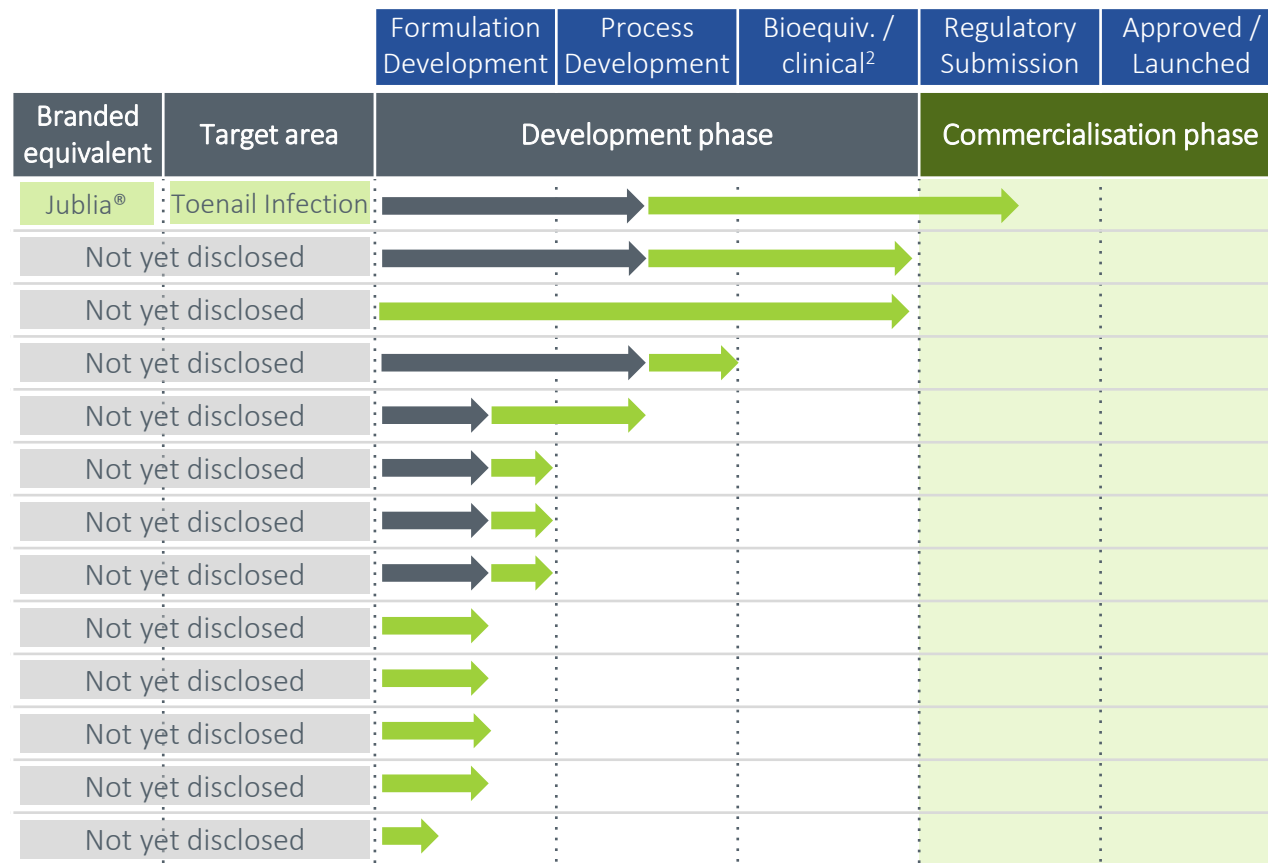 Formulation Development
Process Development
Bioequiv. / clinical²
Regulatory Submission
Approved / Launched
Branded equivalent
Target area
Development phase
Commercialisation phase
Jublia®
Toenail Infection
Not yet disclosed
Not yet disclosed
Not yet disclosed
Not yet disclosed
Not yet disclosed
Not yet disclosed
Not yet disclosed
Not yet disclosed
Not yet disclosed
Not yet disclosed
Not yet disclosed
Not yet disclosed